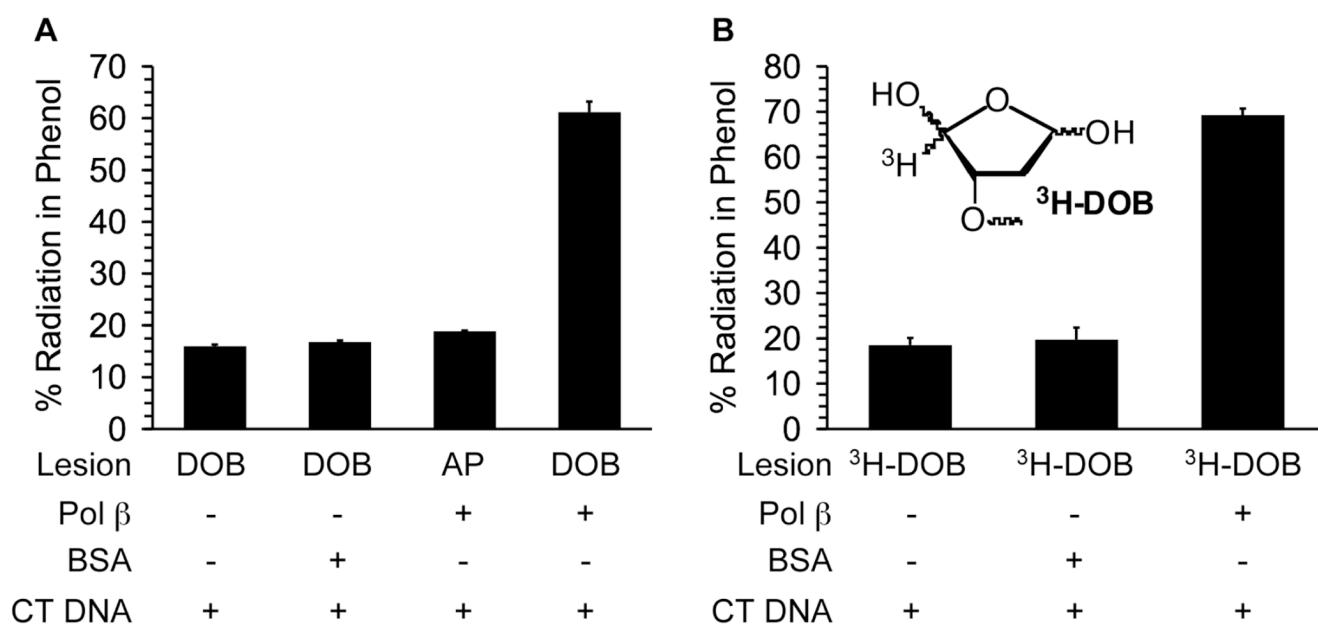 A
% Radiation in Phenol
70
60
50
40
30
20
10
0
Lesion DOB DOB AP DOB
Pol β - - + +
BSA - + - -
CT DNA + + + +
B
% Radiation in Phenol
80
70
60
50
40
30
20
10
0
HO O OH
³H
O
³H-DOB
Lesion ³H-DOB ³H-DOB ³H-DOB
Pol β - - +
BSA - + -
CT DNA + + +